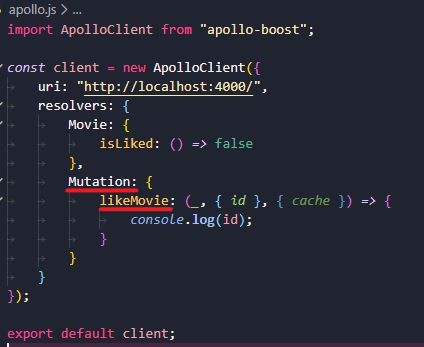 apollo.js > ...
import ApolloClient from "apollo-boost";
const client = new ApolloClient({
uri: "http://localhost:4000/",
resolvers: {
Movie: {
isLiked: () => false
},
Mutation: {
likeMovie: (_, { id }, { cache }) => {
console.log(id);
}
}
}
});
export default client;